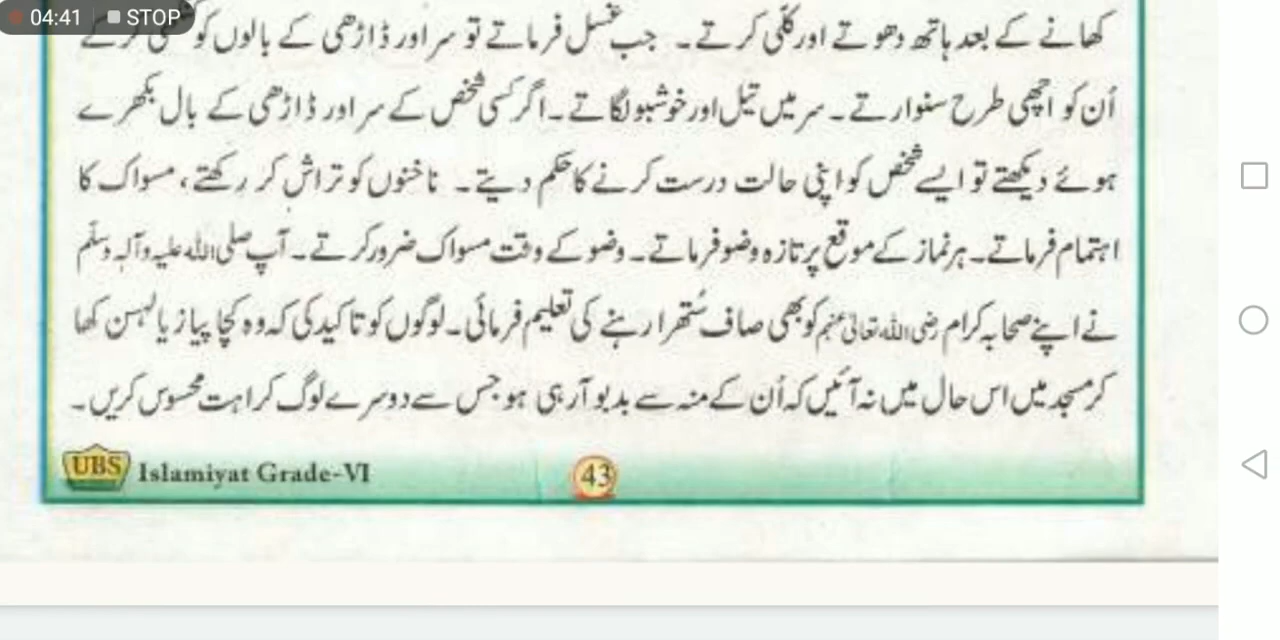 04:41 STOP
کھانے کے بعد ہاتھ دھوتے اور کلّی کرتے۔ جب غسل فرماتے تو سر اور ڈاڑھی کے بالوں کو کنگھی کر کے
اُن کو اچھی طرح سنوارتے۔ سر میں تیل اور خوشبو لگاتے۔ اگر کسی شخص کے سر اور ڈاڑھی کے بال بکھرے
ہوئے دیکھتے تو ایسے شخص کو اپنی حالت درست کرنے کا حکم دیتے۔ ناخنوں کو تراش کر رکھتے، مسواک کا
اہتمام فرماتے۔ ہر نماز کے موقع پر تازہ وضو فرماتے۔ وضو کے وقت مسواک ضرور کرتے۔ آپ صلی اللہ علیہ وآلہ وسلّم
نے اپنے صحابہ کرام رضی اللہ تعالیٰ عنہم کو بھی صاف سُتھرا رہنے کی تعلیم فرمائی۔ لوگوں کو تاکید کی کہ وہ کچّا پیاز یا لہسن کھا
کر مسجد میں اس حال میں نہ آئیں کہ اُن کے منہ سے بدبو آرہی ہو جس سے دوسرے لوگ کراہت محسوس کریں۔
UBS Islamiyat Grade-VI 43